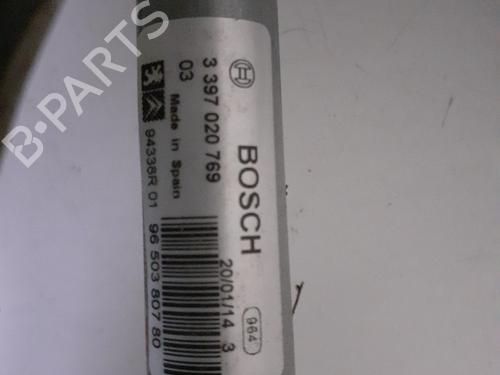 BOSCH
3 397 020 769
03
Made in Spain
94338R 01
96 503 807 80
20/01/14 3
964
B-PARTS